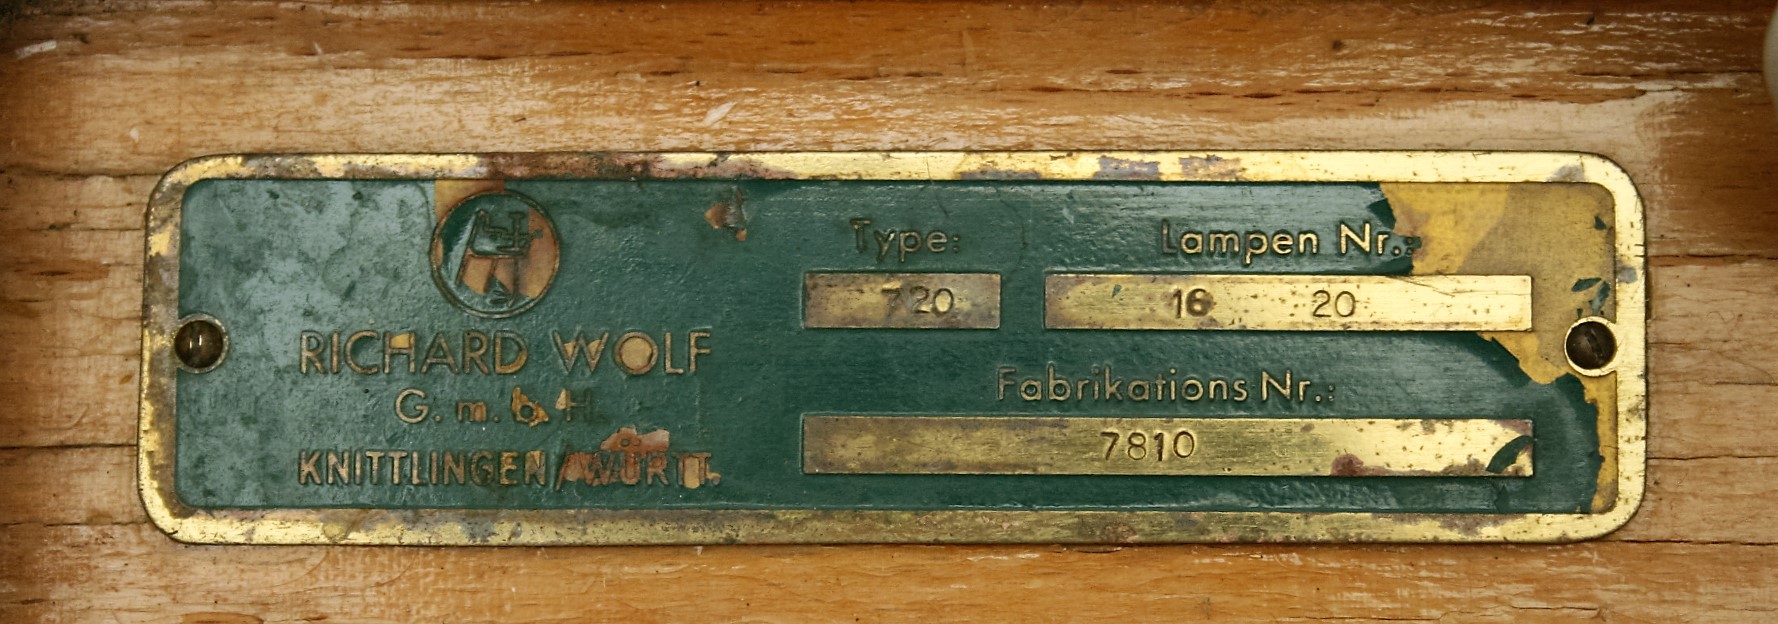 RICHARD WOLF
G. m. b H.
KNITTLINGEN/WÜRTT.
Type:
720
Lampen Nr.:
16 20
Fabrikations Nr.:
7810